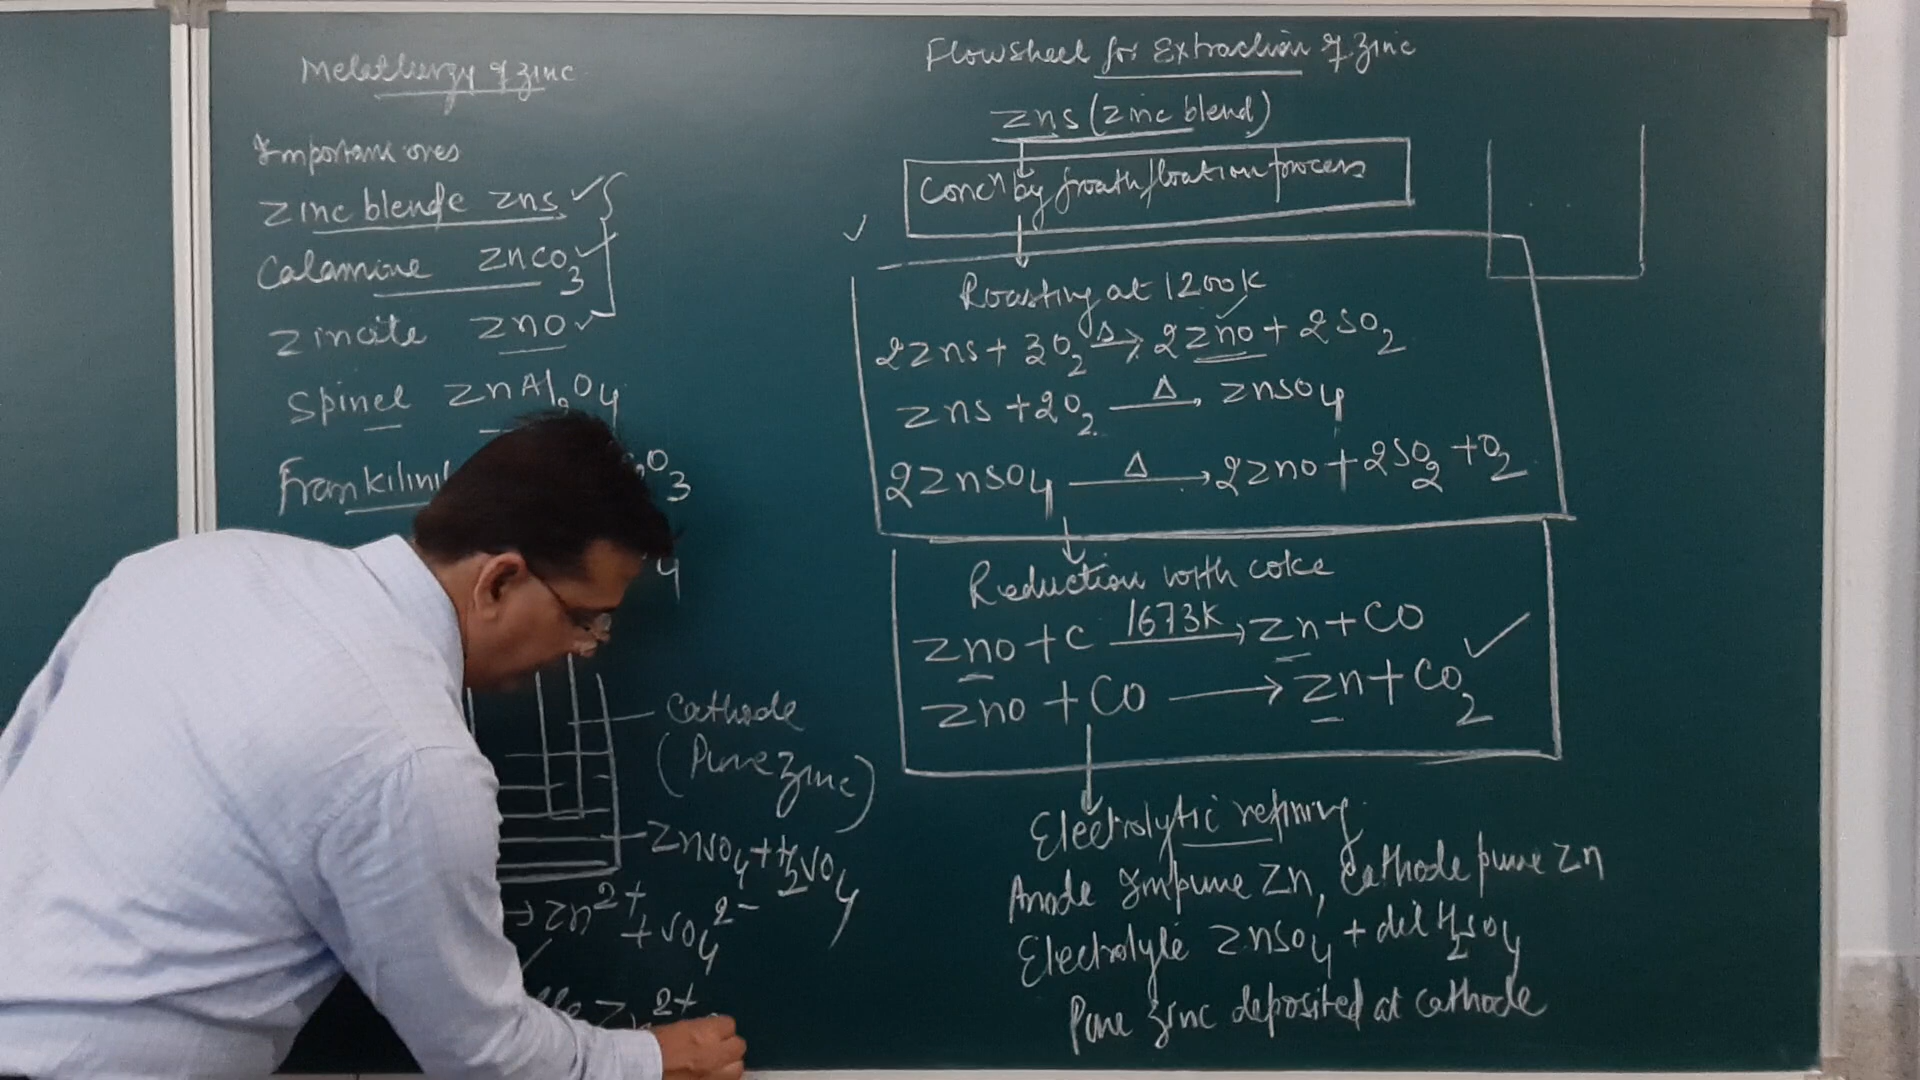 Metallurgy of zinc
Important ores
Zinc blende ZnS
Calamine ZnCO3
Zincite ZnO
Spinel ZnAl2O4
O3
4
Cathode
(Pure zinc)
ZnSO4 + H2SO4
→ Zn2+
+ SO4 2-
Zn2+
Flowsheet for Extraction of Zinc
ZnS (Zinc blend)
Concn by froath floation process
Roasting at 1200K
2ZnS + 3O2 Δ→ 2ZnO + 2SO2
ZnS + 2O2 Δ→ ZnSO4
2ZnSO4 Δ→ 2ZnO + 2SO2 + O2
Reduction with coke
ZnO + C 1673K→ Zn + CO
ZnO + CO → Zn + CO2
Electrolytic refining
Anode Impure Zn, Cathode pure Zn
Electrolyte ZnSO4 + dil H2SO4
Pure zinc deposited at cathode